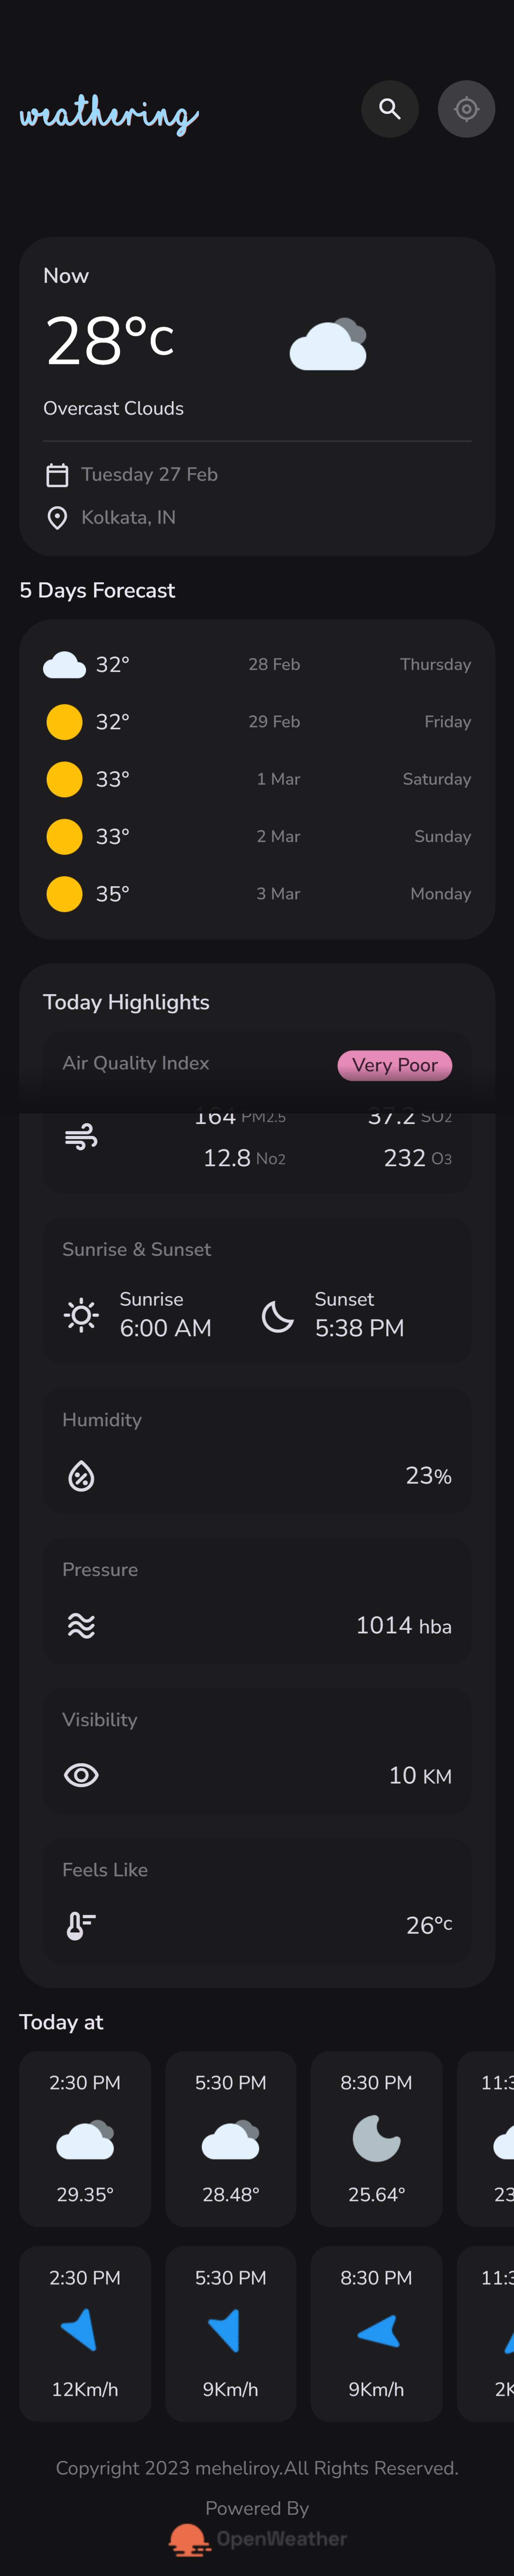 weathering
Now
28°c
Overcast Clouds
Tuesday 27 Feb
Kolkata, IN
5 Days Forecast
32° 28 Feb Thursday
32° 29 Feb Friday
33° 1 Mar Saturday
33° 2 Mar Sunday
35° 3 Mar Monday
Today Highlights
Air Quality Index Very Poor
164 PM2.5 37.2 SO2
12.8 No2 232 O3
Sunrise & Sunset
Sunrise Sunset
6:00 AM 5:38 PM
Humidity
23%
Pressure
1014 hba
Visibility
10 KM
Feels Like
26°c
Today at
2:30 PM 5:30 PM 8:30 PM 11:3
29.35° 28.48° 25.64° 23
2:30 PM 5:30 PM 8:30 PM 11:3
12Km/h 9Km/h 9Km/h 2K
Copyright 2023 meheliroy.All Rights Reserved.
Powered By
OpenWeather